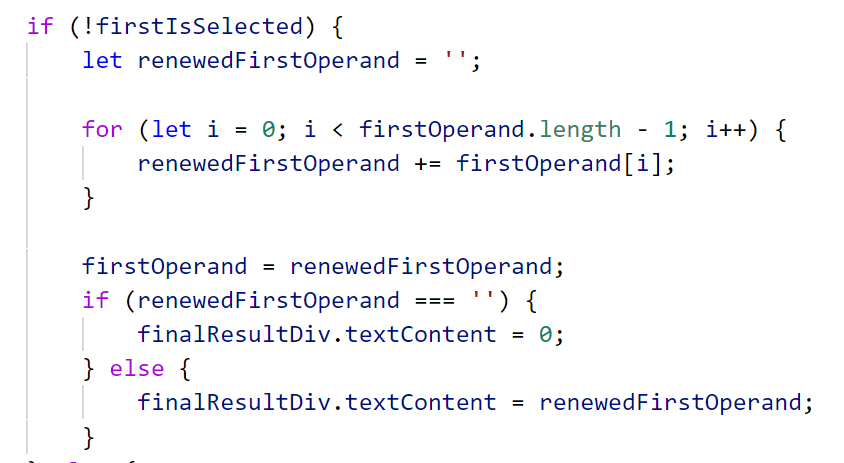 if (!firstIsSelected) {
let renewedFirstOperand = '';
for (let i = 0; i < firstOperand.length - 1; i++) {
renewedFirstOperand += firstOperand[i];
}
firstOperand = renewedFirstOperand;
if (renewedFirstOperand === '') {
finalResultDiv.textContent = 0;
} else {
finalResultDiv.textContent = renewedFirstOperand;
}